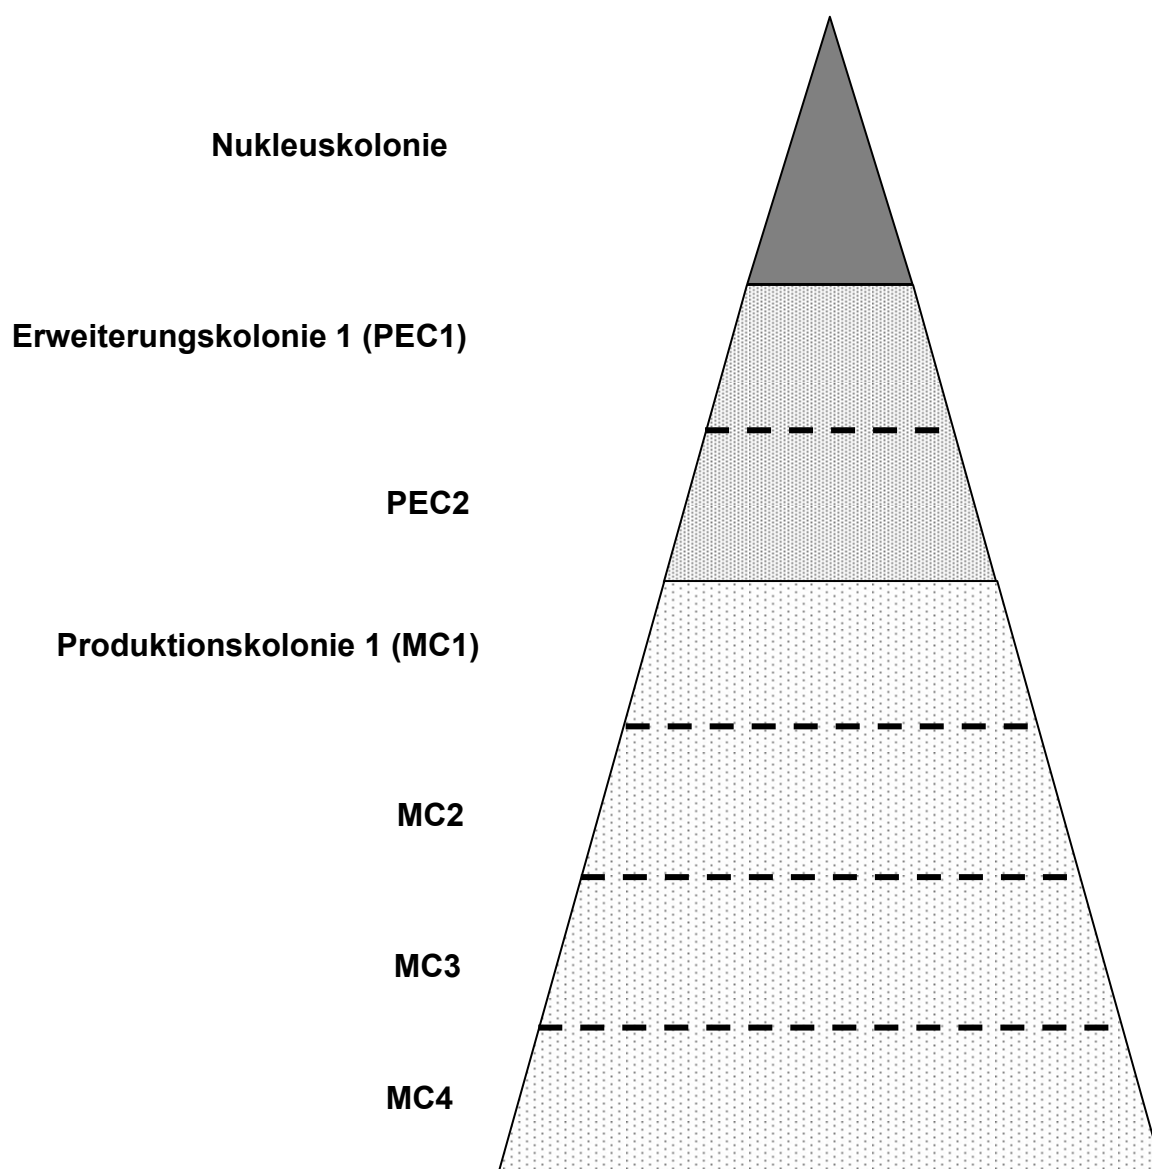 Nukleuskolonie
Erweiterungskolonie 1 (PEC1)
PEC2
Produktionskolonie 1 (MC1)
MC2
MC3
MC4